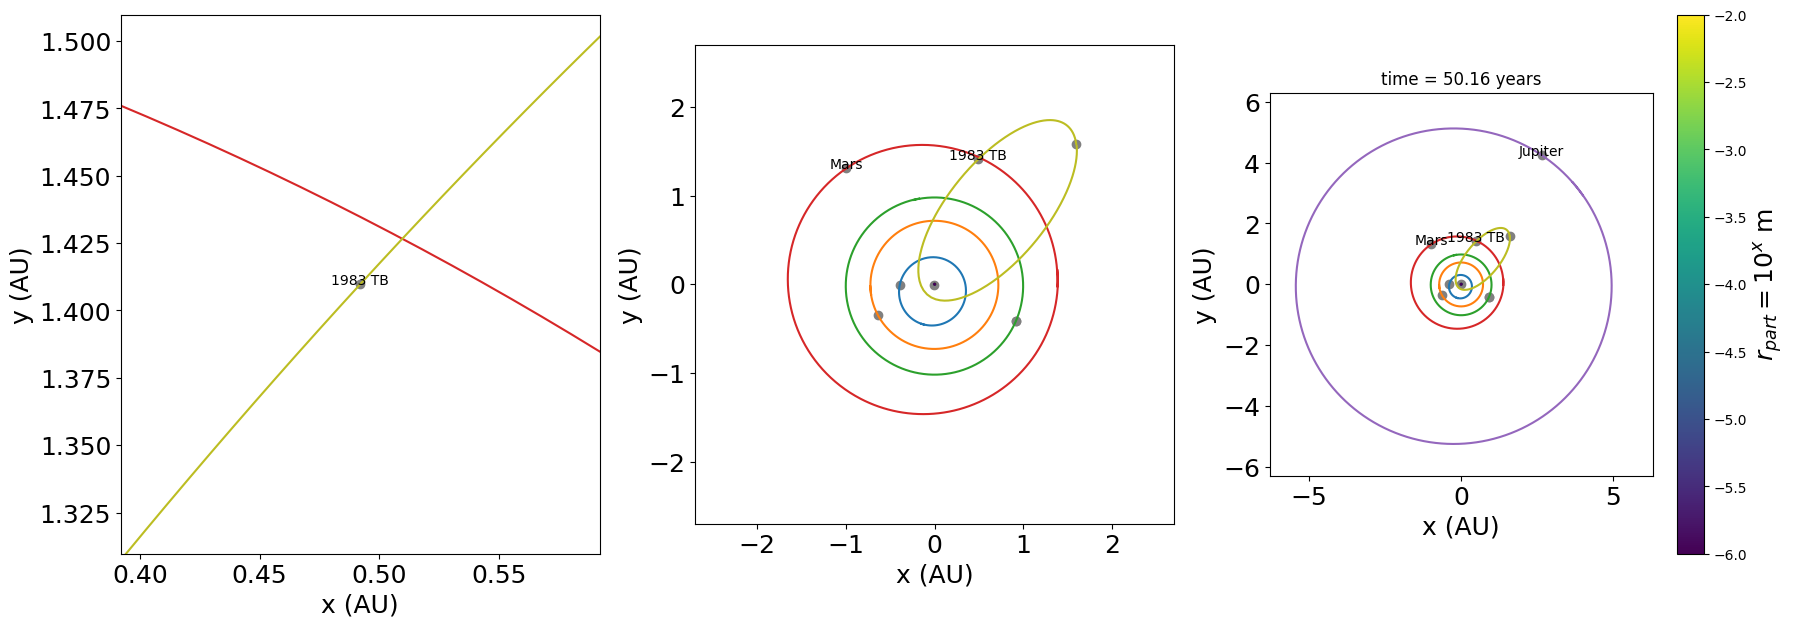 1.500
1.475
1.450
1.425
1.400
1.375
1.350
1.325
0.40 0.45 0.50 0.55
x (AU)
y (AU)
1983 TB
2
1
0
−1
−2
−2 −1 0 1 2
x (AU)
y (AU)
Mars
1983 TB
time = 50.16 years
6
4
2
0
−2
−4
−6
−5 0 5
x (AU)
y (AU)
Jupiter
Mars
1983 TB
−2.0
−2.5
−3.0
−3.5
−4.0
−4.5
−5.0
−5.5
−6.0
r_part = 10^x m